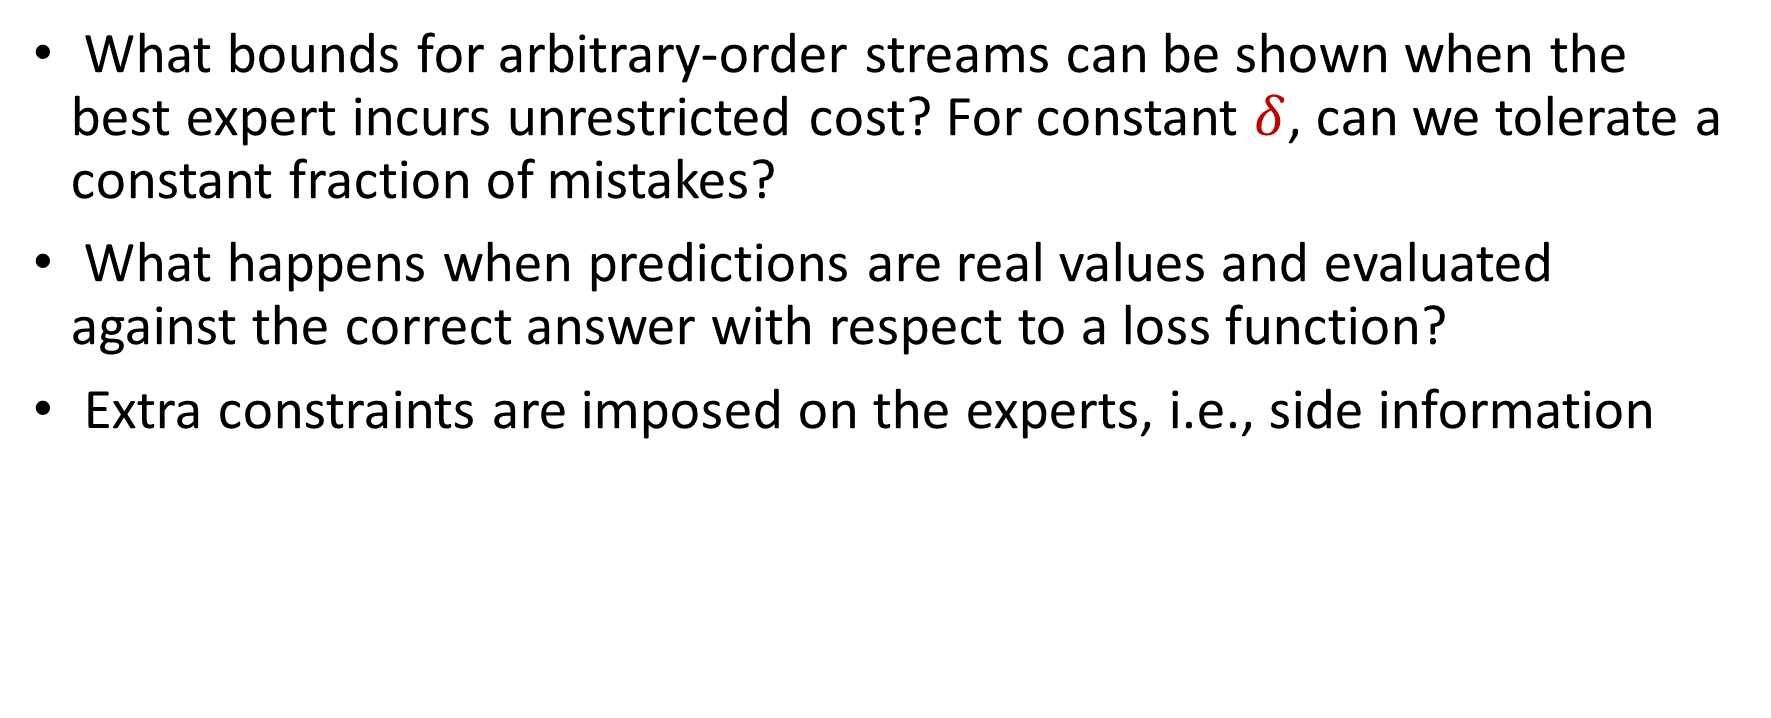 • What bounds for arbitrary-order streams can be shown when the
best expert incurs unrestricted cost? For constant δ, can we tolerate a
constant fraction of mistakes?
• What happens when predictions are real values and evaluated
against the correct answer with respect to a loss function?
• Extra constraints are imposed on the experts, i.e., side information